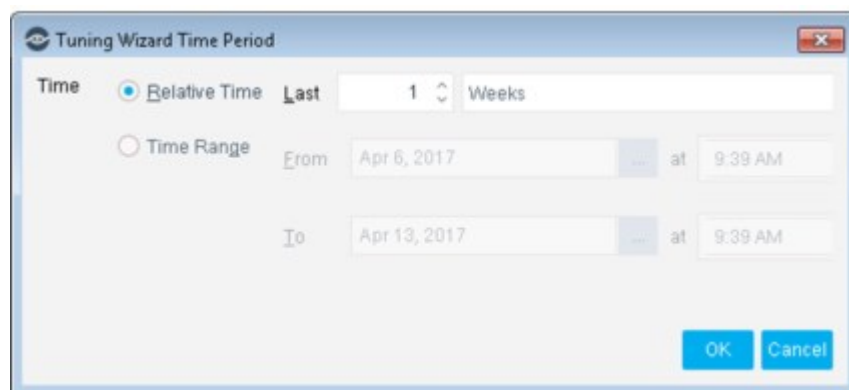 Tuning Wizard Time Period
Time Relative Time Last 1 Weeks
Time Range From Apr 6, 2017 ... at 9:39 AM
To Apr 13, 2017 ... at 9:39 AM
OK Cancel